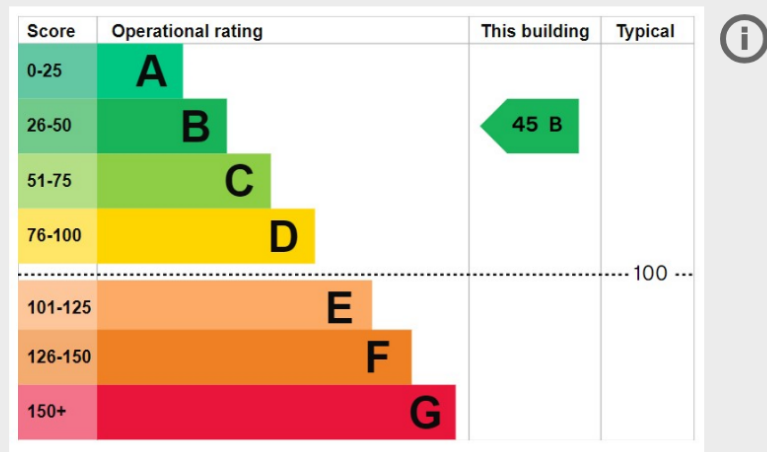 Score Operational rating This building Typical
0-25 A
26-50 B 45 B
51-75 C
76-100 D
100
101-125 E
126-150 F
150+ G
i